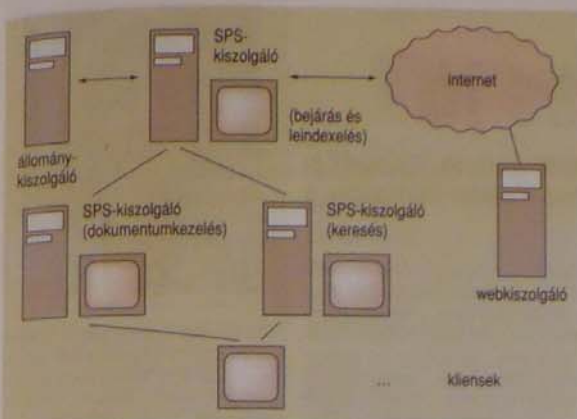 SPS-
kiszolgáló
internet
(bejárás és
leindexelés)
állomány-
kiszolgáló
SPS-kiszolgáló
(dokumentumkezelés)
SPS-kiszolgáló
(keresés)
webkiszolgáló
... kliensek